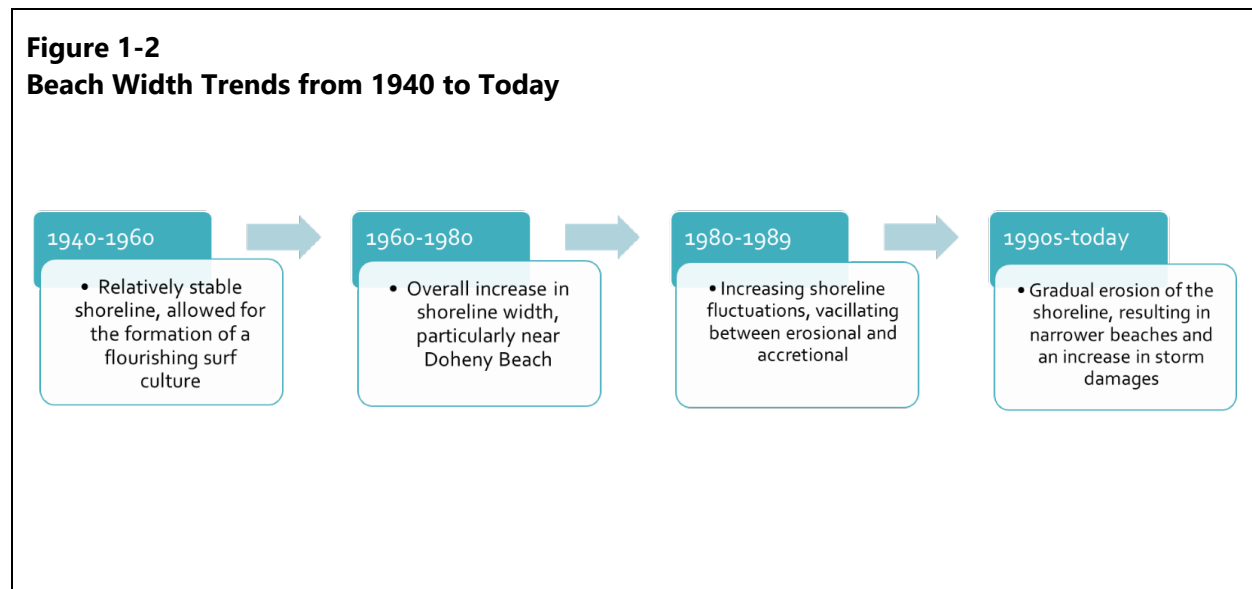 Figure 1-2
Beach Width Trends from 1940 to Today
1940-1960
• Relatively stable
shoreline, allowed for
the formation of a
flourishing surf
culture
1960-1980
• Overall increase in
shoreline width,
particularly near
Doheny Beach
1980-1989
• Increasing shoreline
fluctuations, vacillating
between erosional and
accretional
1990s-today
• Gradual erosion of the
shoreline, resulting in
narrower beaches and
an increase in storm
damages